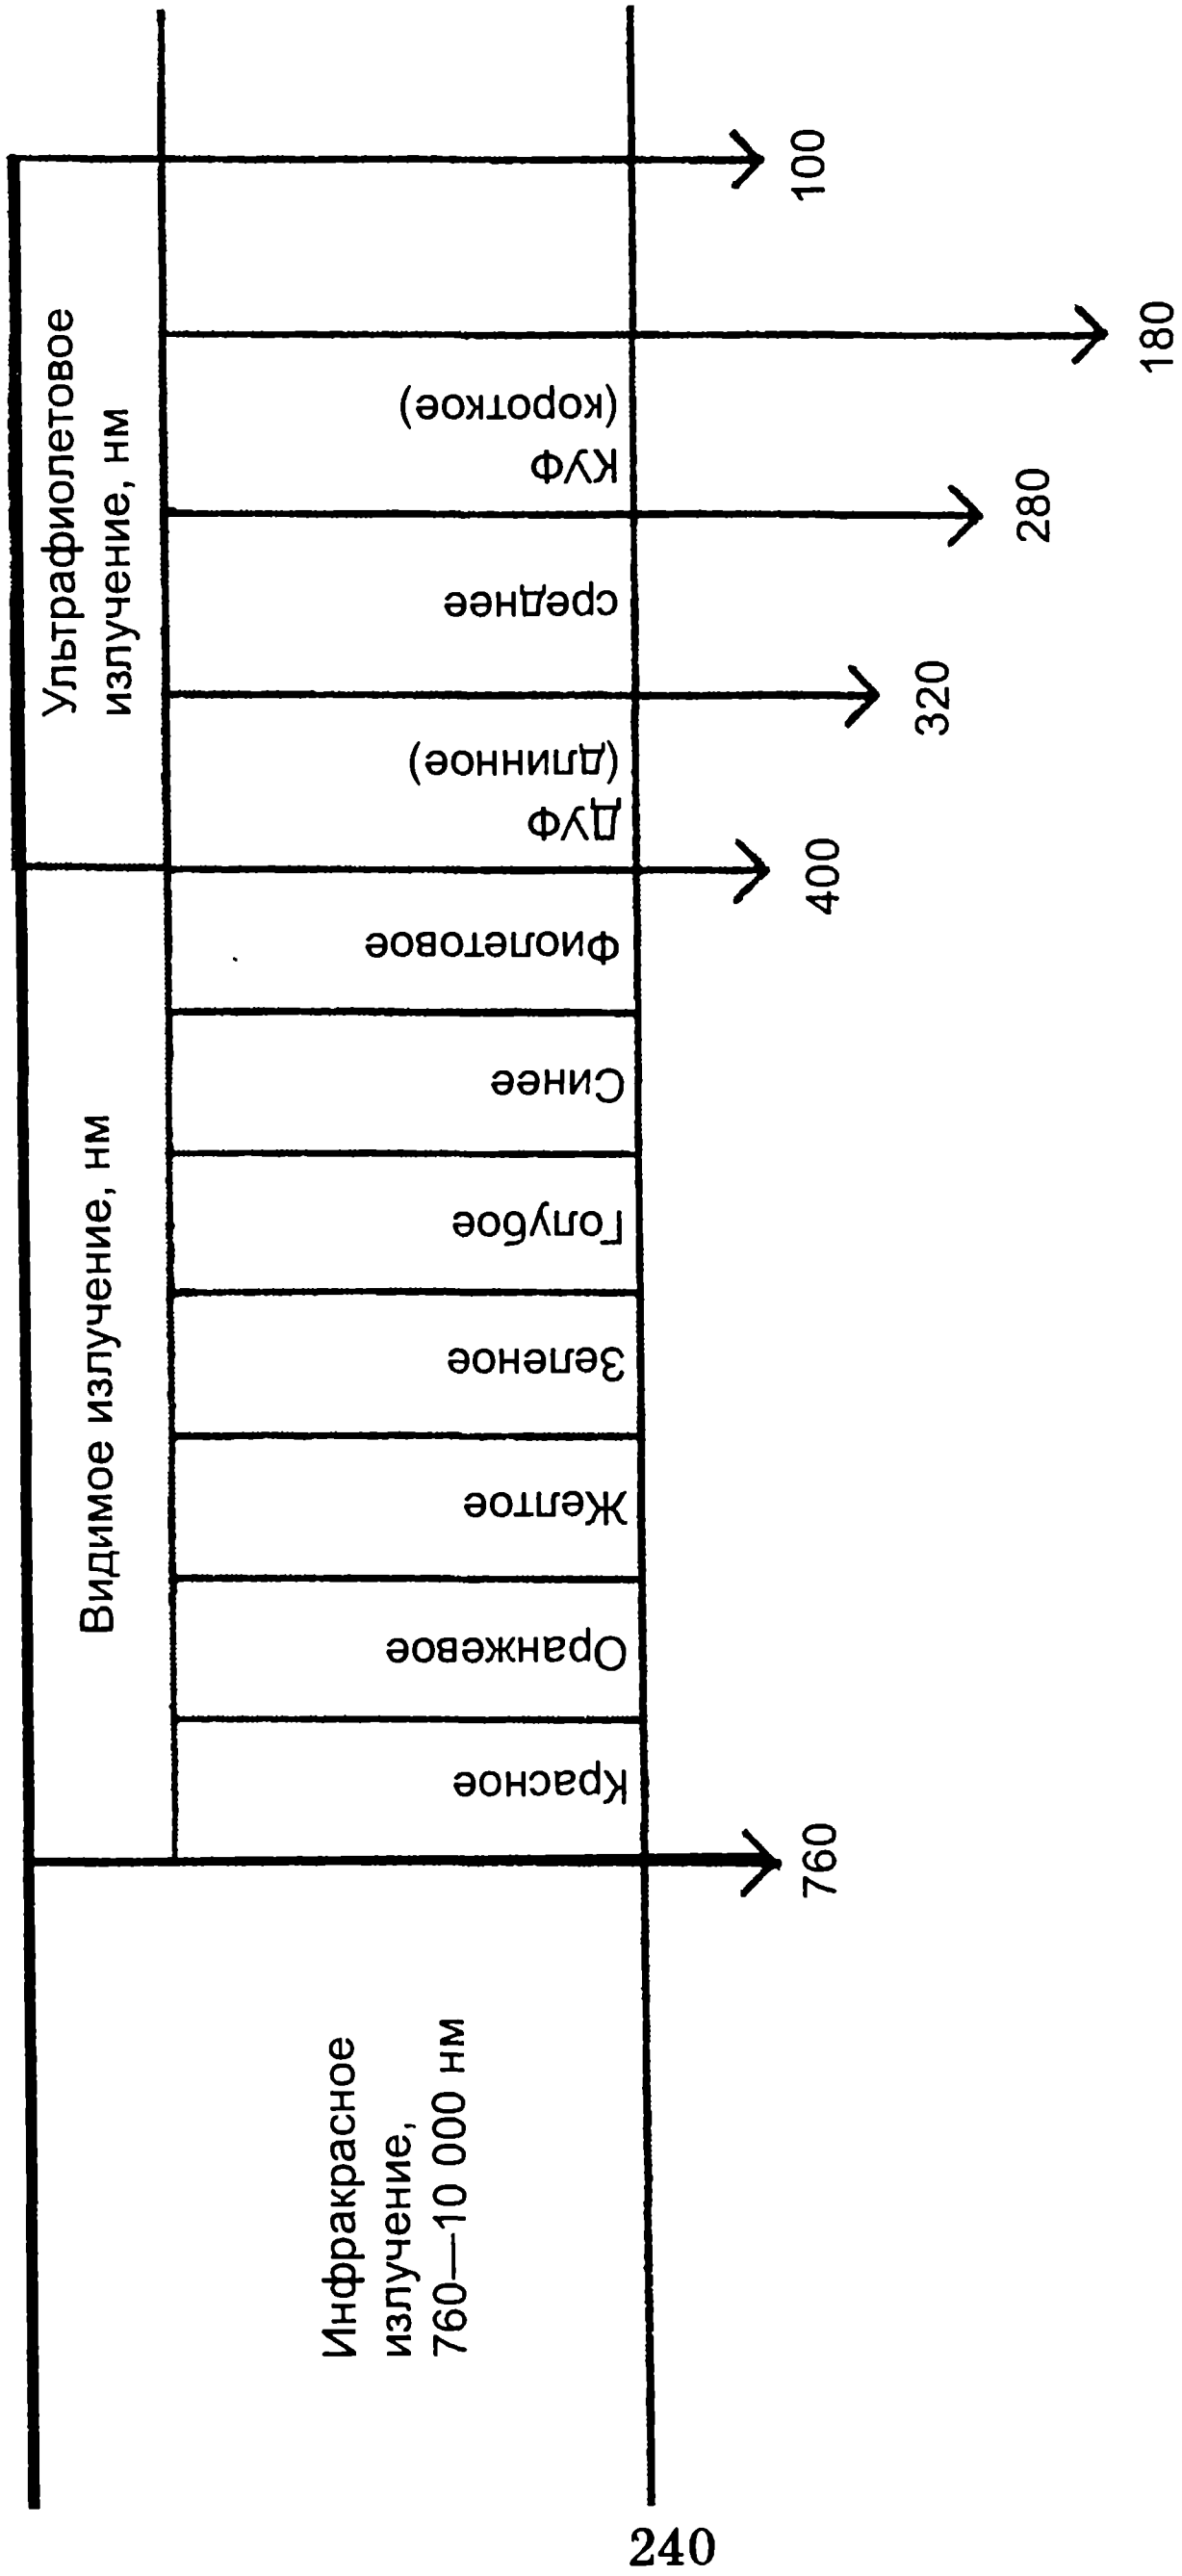 Инфракрасное
излучение,
760—10 000 нм
Видимое излучение, нм
Ультрафиолетовое
излучение, нм
Красное
Оранжевое
Желтое
Зеленое
Голубое
Синее
Фиолетовое
ДУФ
(длинное)
среднее
КУФ
(короткое)
760
400
320
280
180
100
240